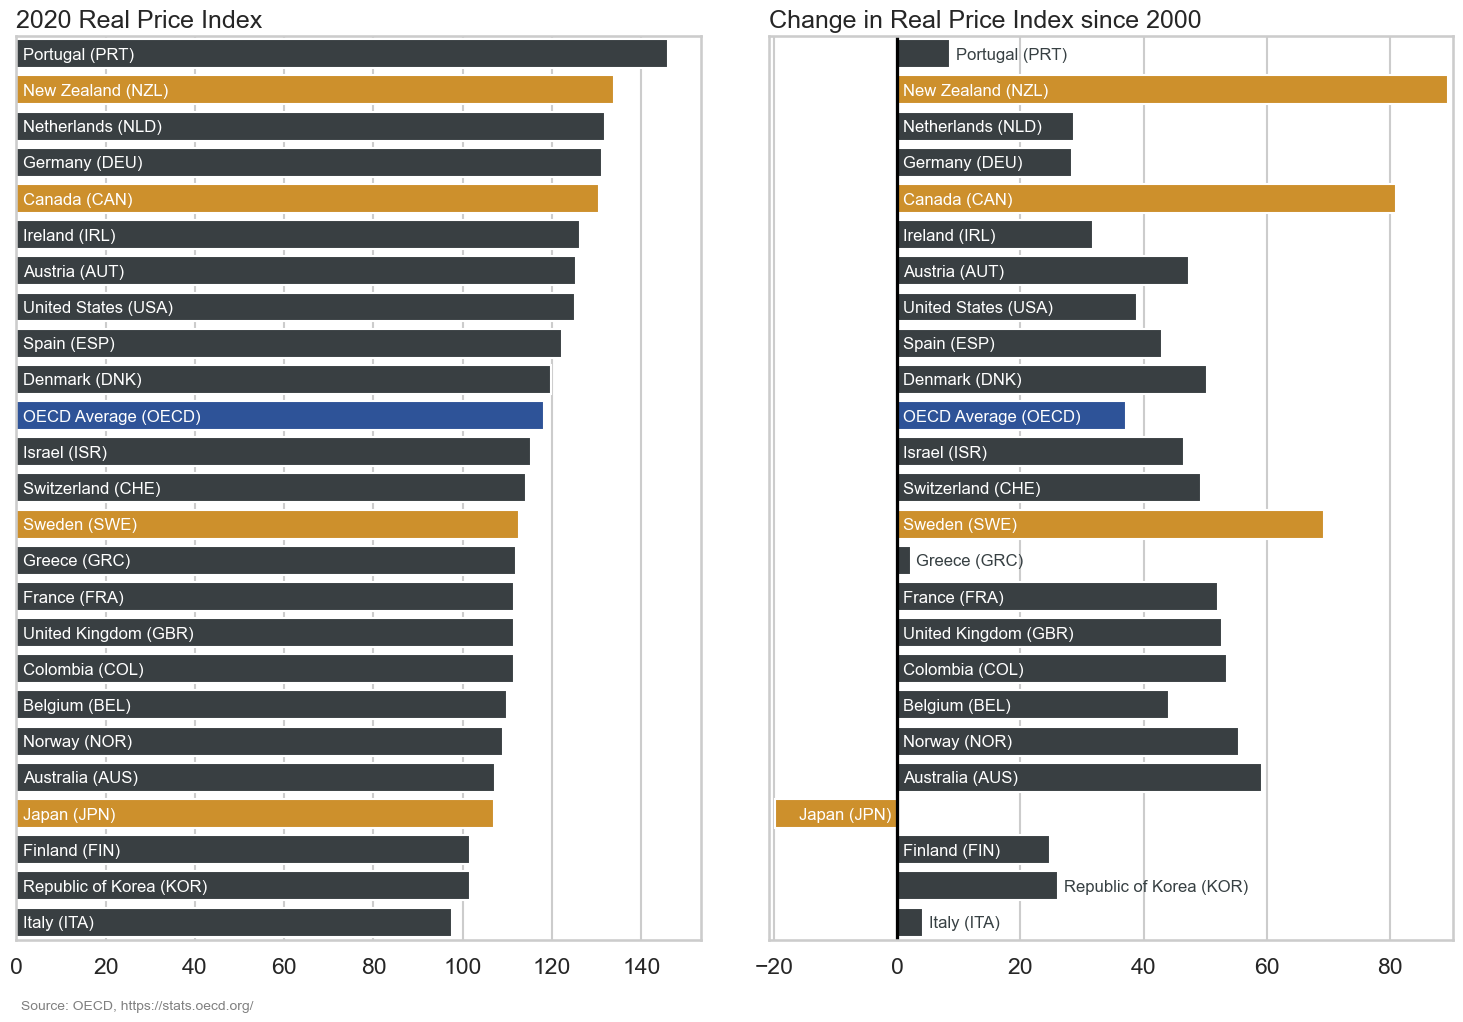 2020 Real Price Index
Portugal (PRT)
New Zealand (NZL)
Netherlands (NLD)
Germany (DEU)
Canada (CAN)
Ireland (IRL)
Austria (AUT)
United States (USA)
Spain (ESP)
Denmark (DNK)
OECD Average (OECD)
Israel (ISR)
Switzerland (CHE)
Sweden (SWE)
Greece (GRC)
France (FRA)
United Kingdom (GBR)
Colombia (COL)
Belgium (BEL)
Norway (NOR)
Australia (AUS)
Japan (JPN)
Finland (FIN)
Republic of Korea (KOR)
Italy (ITA)
0 20 40 60 80 100 120 140
Change in Real Price Index since 2000
Portugal (PRT)
New Zealand (NZL)
Netherlands (NLD)
Germany (DEU)
Canada (CAN)
Ireland (IRL)
Austria (AUT)
United States (USA)
Spain (ESP)
Denmark (DNK)
OECD Average (OECD)
Israel (ISR)
Switzerland (CHE)
Sweden (SWE)
Greece (GRC)
France (FRA)
United Kingdom (GBR)
Colombia (COL)
Belgium (BEL)
Norway (NOR)
Australia (AUS)
Japan (JPN)
Finland (FIN)
Republic of Korea (KOR)
Italy (ITA)
−20 0 20 40 60 80
Source: OECD, https://stats.oecd.org/